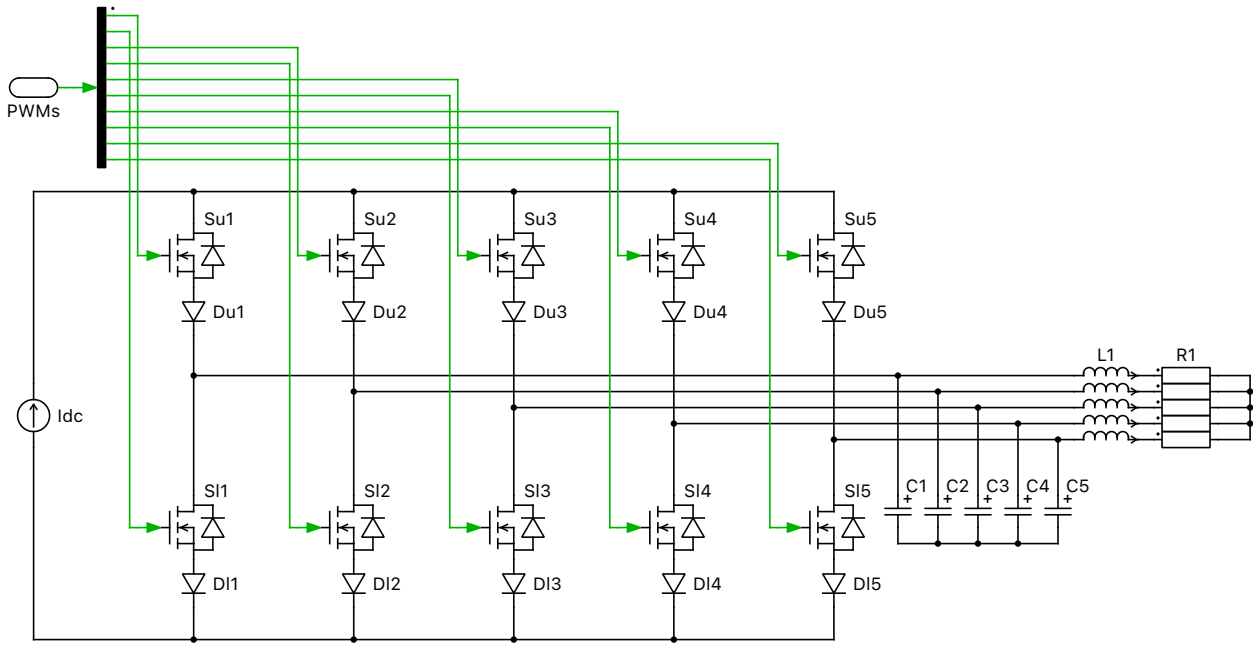 PWMs
Su1 Su2 Su3 Su4 Su5
Du1 Du2 Du3 Du4 Du5
L1 R1
Idc
Sl1 Sl2 Sl3 Sl4 Sl5
C1 C2 C3 C4 C5
+ + + + +
Dl1 Dl2 Dl3 Dl4 Dl5